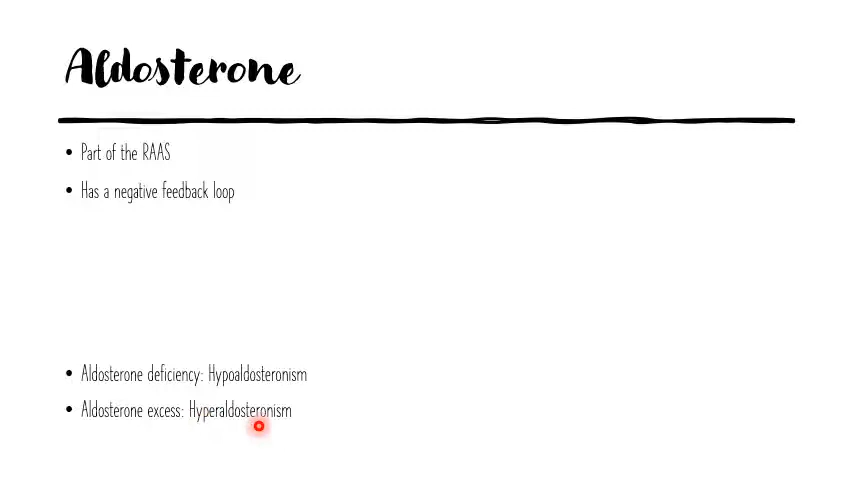 Aldosterone
• Part of the RAAS
• Has a negative feedback loop
• Aldosterone deficiency: Hypoaldosteronism
• Aldosterone excess: Hyperaldosteronism